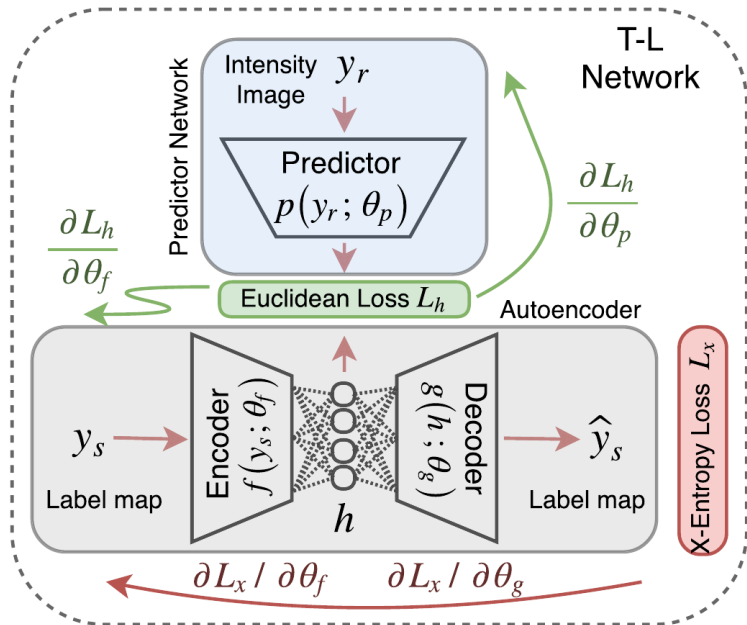 T-L
Network
Predictor Network
Intensity
Image
y_r
Predictor
p(y_r; θ_p)
∂L_h
∂θ_f
∂L_h
∂θ_p
Euclidean Loss L_h
Autoencoder
y_s
Label map
Encoder
f(y_s; θ_f)
h
Decoder
g(h; θ_g)
ŷ_s
Label map
X-Entropy Loss L_x
∂L_x / ∂θ_f
∂L_x / ∂θ_g